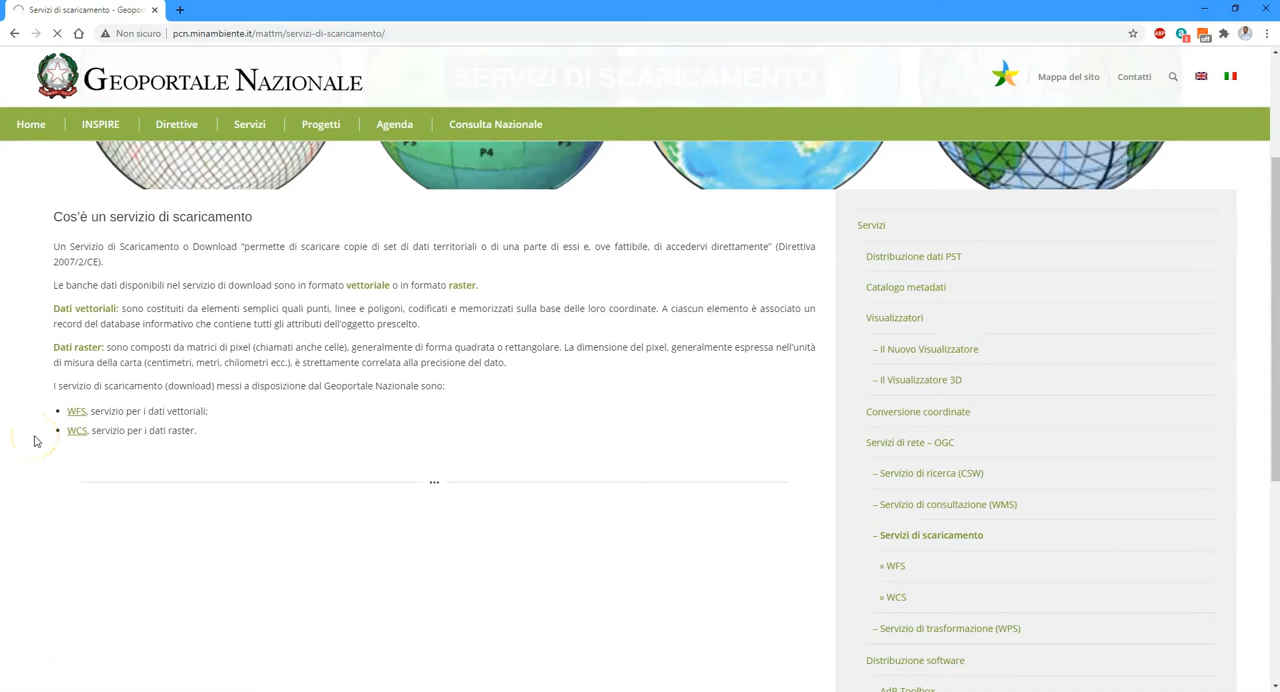 Servizi di scaricamento - Geopor
Non sicuro pcn.minambiente.it/mattm/servizi-di-scaricamento/
ABP 1 off
GEOPORTALE NAZIONALE
SERVIZI DI SCARICAMENTO
Mappa del sito Contatti
Home INSPIRE Direttive Servizi Progetti Agenda Consulta Nazionale
P4
Cos’è un servizio di scaricamento
Un Servizio di Scaricamento o Download “permette di scaricare copie di set di dati territoriali o di una parte di essi e, ove fattibile, di accedervi direttamente” (Direttiva
2007/2/CE).
Le banche dati disponibili nel servizio di download sono in formato vettoriale o in formato raster.
Dati vettoriali: sono costituiti da elementi semplici quali punti, linee e poligoni, codificati e memorizzati sulla base delle loro coordinate. A ciascun elemento è associato un
record del database informativo che contiene tutti gli attributi dell’oggetto prescelto.
Dati raster: sono composti da matrici di pixel (chiamati anche celle), generalmente di forma quadrata o rettangolare. La dimensione del pixel, generalmente espressa nell’unità
di misura della carta (centimetri, metri, chilometri ecc.), è strettamente correlata alla precisione del dato.
I servizio di scaricamento (download) messi a disposizione dal Geoportale Nazionale sono:
• WFS, servizio per i dati vettoriali;
• WCS, servizio per i dati raster.
...
Servizi
Distribuzione dati PST
Catalogo metadati
Visualizzatori
– Il Nuovo Visualizzatore
– Il Visualizzatore 3D
Conversione coordinate
Servizi di rete – OGC
– Servizio di ricerca (CSW)
– Servizio di consultazione (WMS)
– Servizi di scaricamento
» WFS
» WCS
– Servizio di trasformazione (WPS)
Distribuzione software
AdB Toolbox